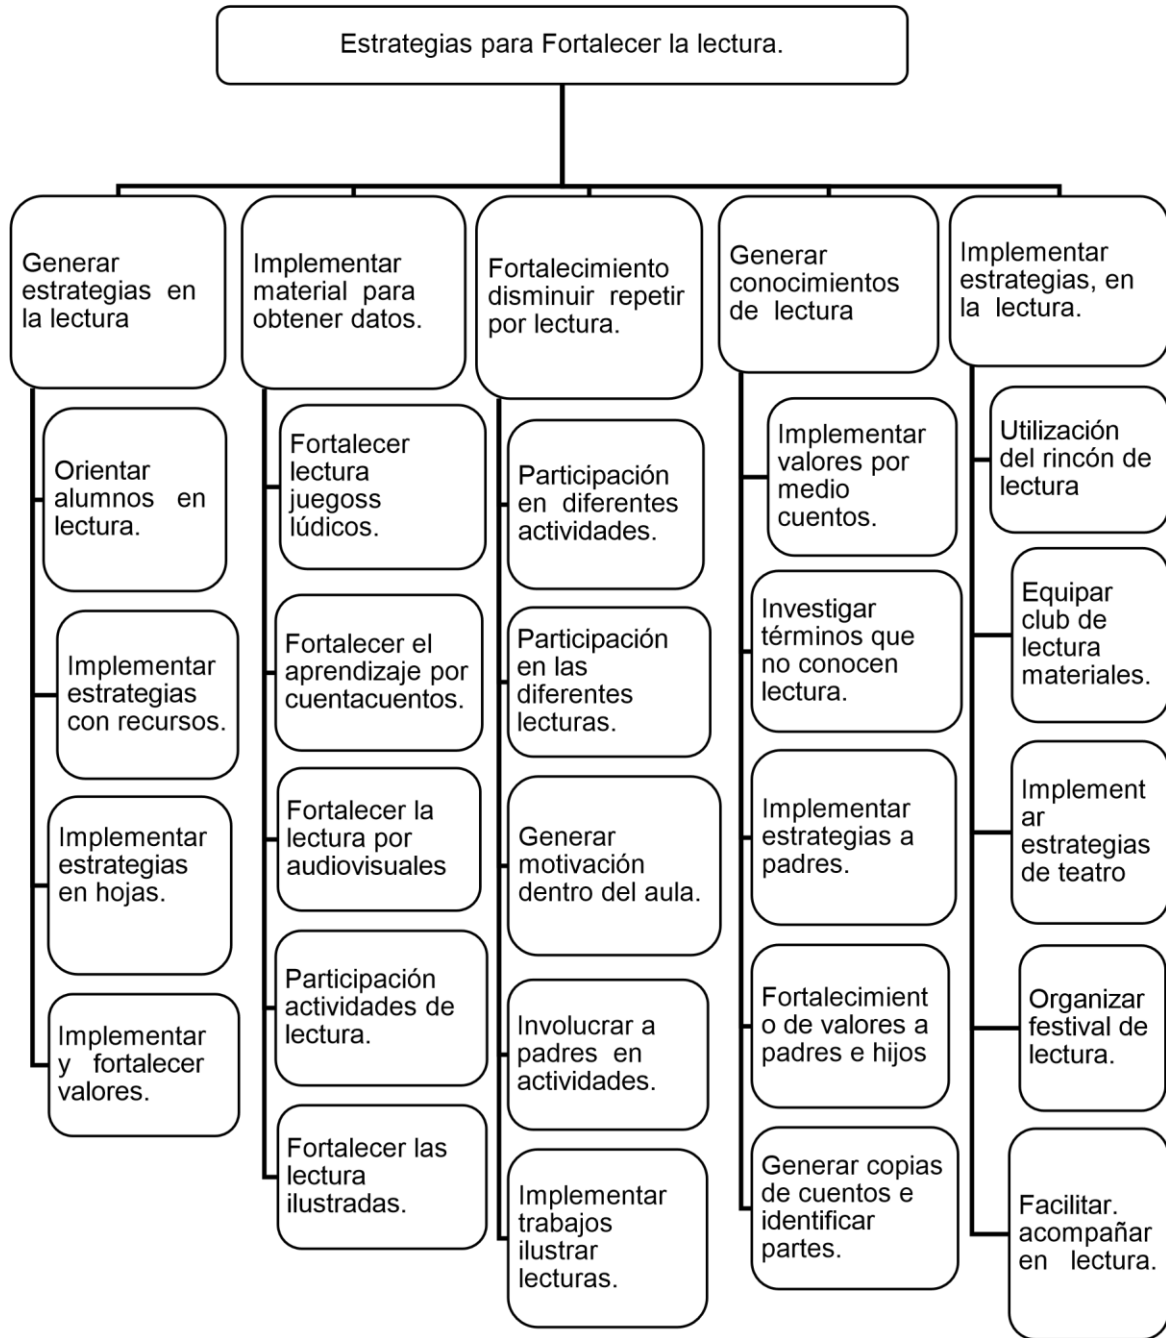 Estrategias para Fortalecer la lectura.
Generar
estrategias en
la lectura
Orientar
alumnos en
lectura.
Implementar
estrategias
con recursos.
Implementar
estrategias
en hojas.
Implementar
y fortalecer
valores.
Implementar
material para
obtener datos.
Fortalecer
lectura
juegoss
lúdicos.
Fortalecer el
aprendizaje por
cuentacuentos.
Fortalecer la
lectura por
audiovisuales
Participación
actividades de
lectura.
Fortalecer las
lectura
ilustradas.
Fortalecimiento
disminuir repetir
por lectura.
Participación
en diferentes
actividades.
Participación
en las
diferentes
lecturas.
Generar
motivación
dentro del aula.
Involucrar a
padres en
actividades.
Implementar
trabajos
ilustrar
lecturas.
Generar
conocimientos
de lectura
Implementar
valores por
medio
cuentos.
Investigar
términos que
no conocen
lectura.
Implementar
estrategias a
padres.
Fortalecimient
o de valores a
padres e hijos
Generar copias
de cuentos e
identificar
partes.
Implementar
estrategias, en
la lectura.
Utilización
del rincón de
lectura
Equipar
club de
lectura
materiales.
Implement
ar
estrategias
de teatro
Organizar
festival de
lectura.
Facilitar.
acompañar
en lectura.